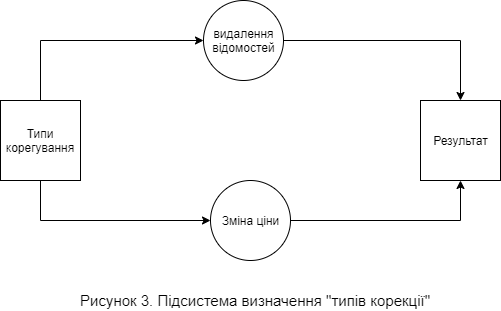 видалення
відомостей
Типи
корегування
Результат
Зміна ціни
Рисунок 3. Підсистема визначення "типів корекції"